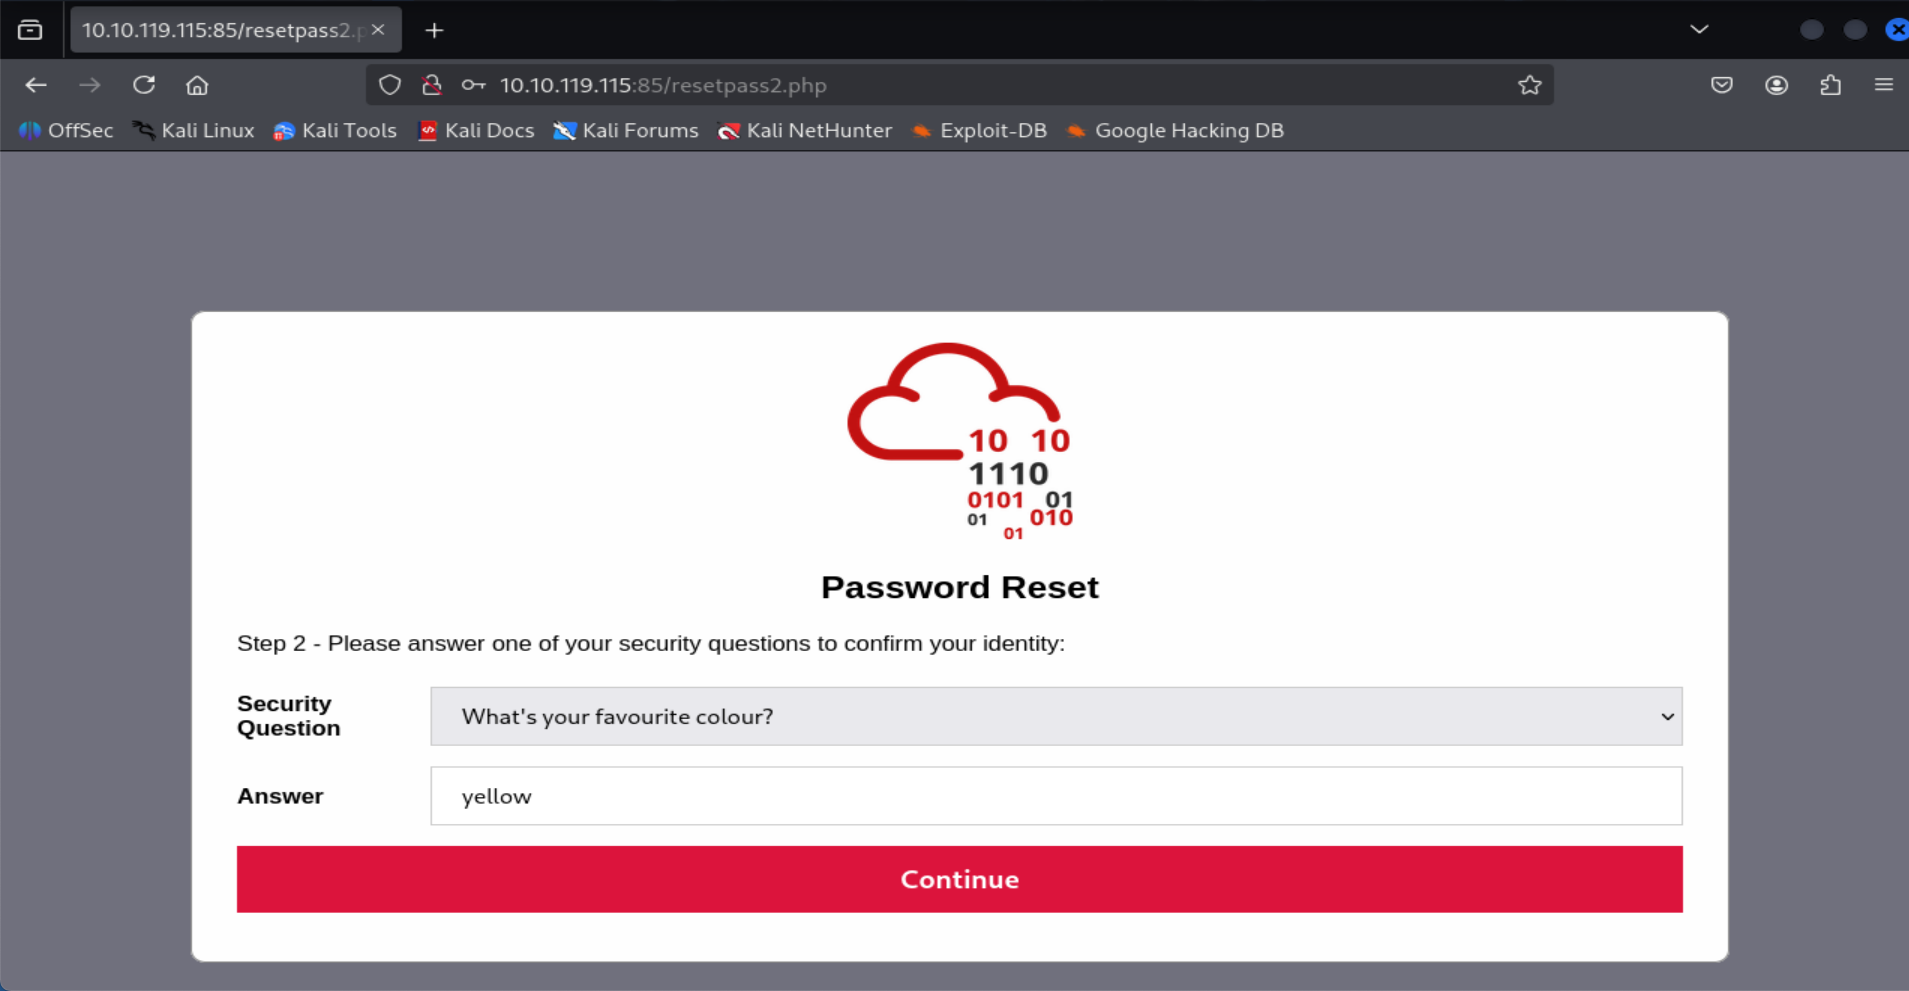 10.10.119.115:85/resetpass2.p
10.10.119.115:85/resetpass2.php
OffSec Kali Linux Kali Tools Kali Docs Kali Forums Kali NetHunter Exploit-DB Google Hacking DB
10 10
1110
0101 01
01 010
01
Password Reset
Step 2 - Please answer one of your security questions to confirm your identity:
Security
Question
What's your favourite colour?
Answer
yellow
Continue